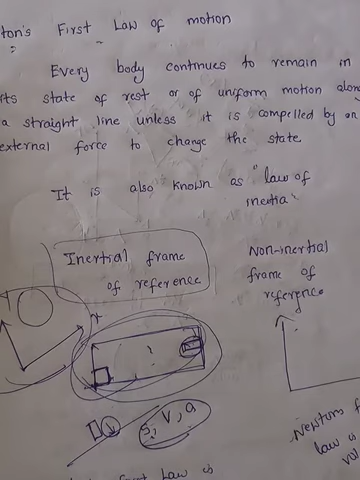 ton's First Law of motion
Every body continues to remain in
its state of rest or of uniform motion along
a straight line unless it is compelled by an
external force to change the state
It is also known as "law of
inertia"
Inertial frame
of reference
Non-inertial
frame of
reference
S, V, a
Newton's
law is
Law is